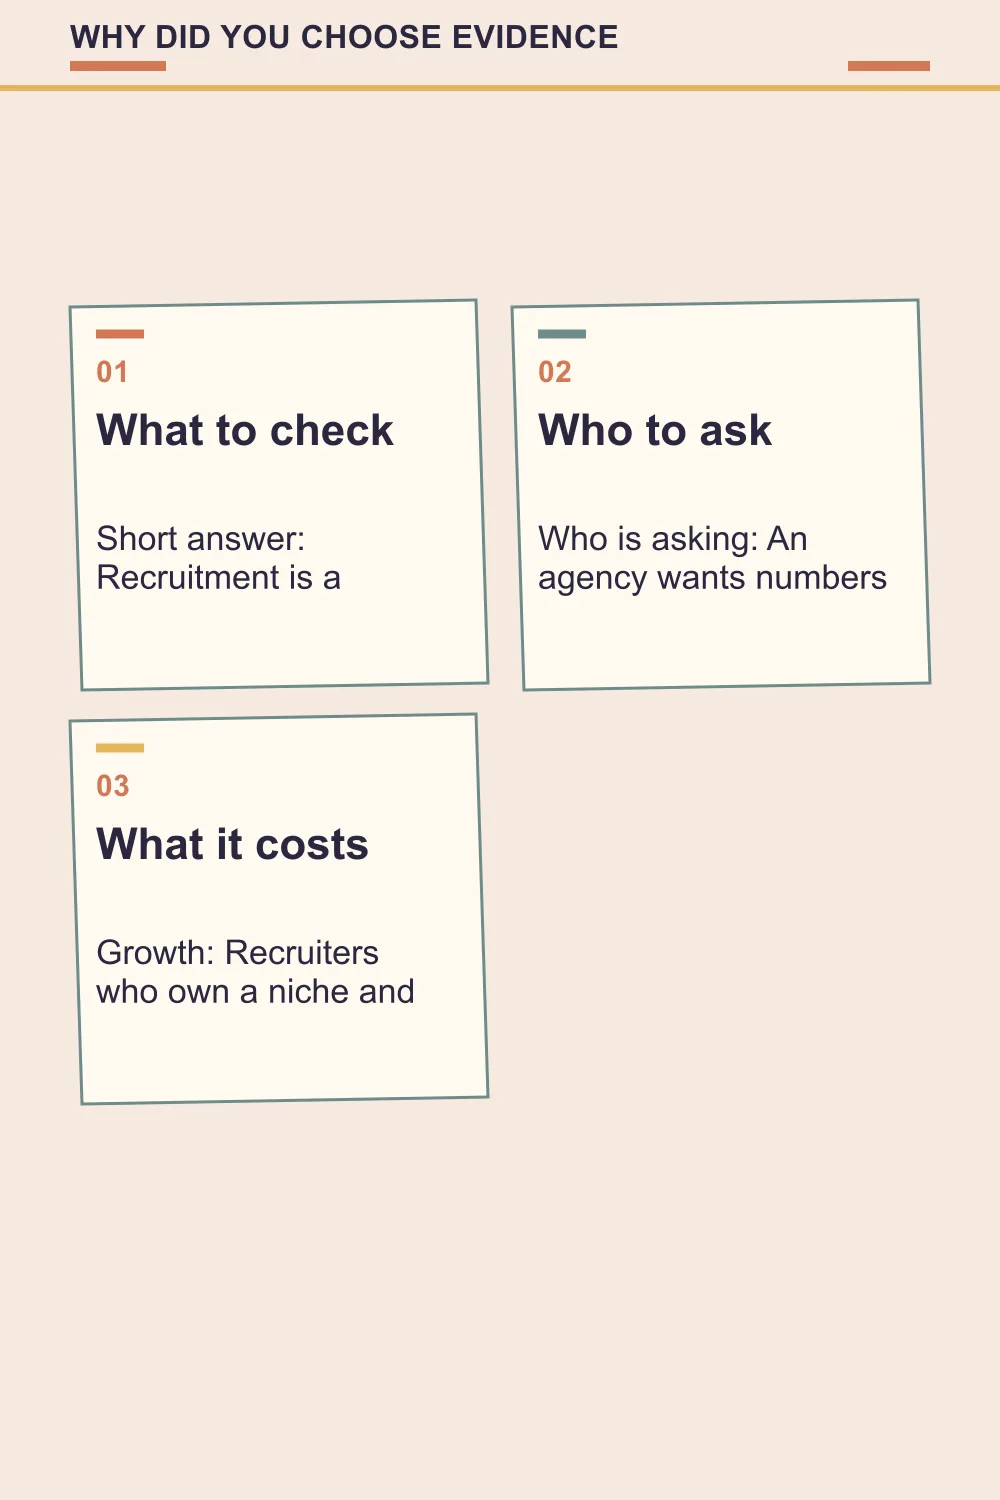 WHY DID YOU CHOOSE EVIDENCE
01
What to check
Short answer:
Recruitment is a
02
Who to ask
Who is asking: An
agency wants numbers
03
What it costs
Growth: Recruiters
who own a niche and